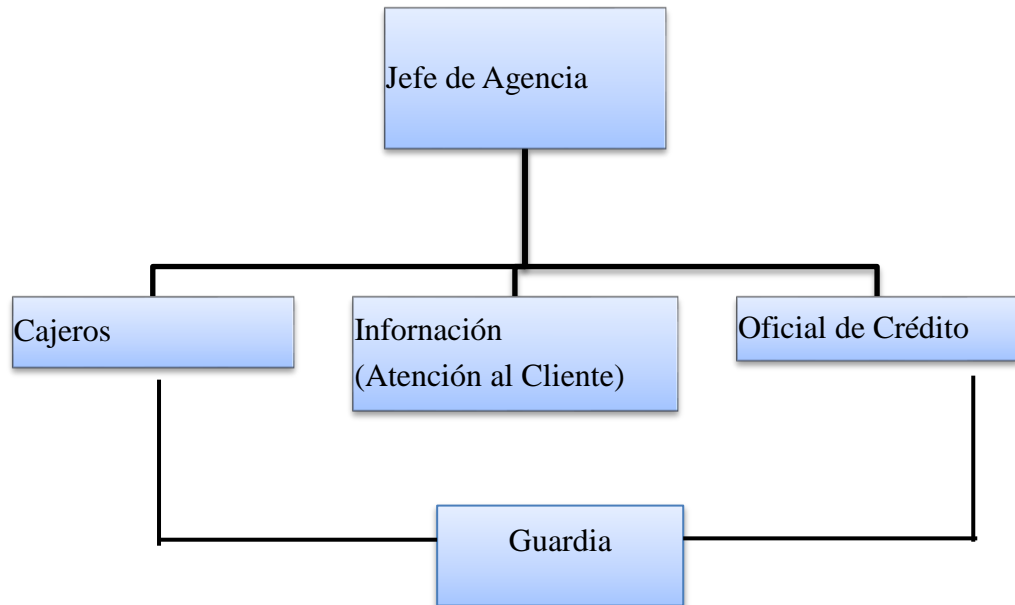 Jefe de Agencia
Cajeros
Infornación
(Atención al Cliente)
Oficial de Crédito
Guardia